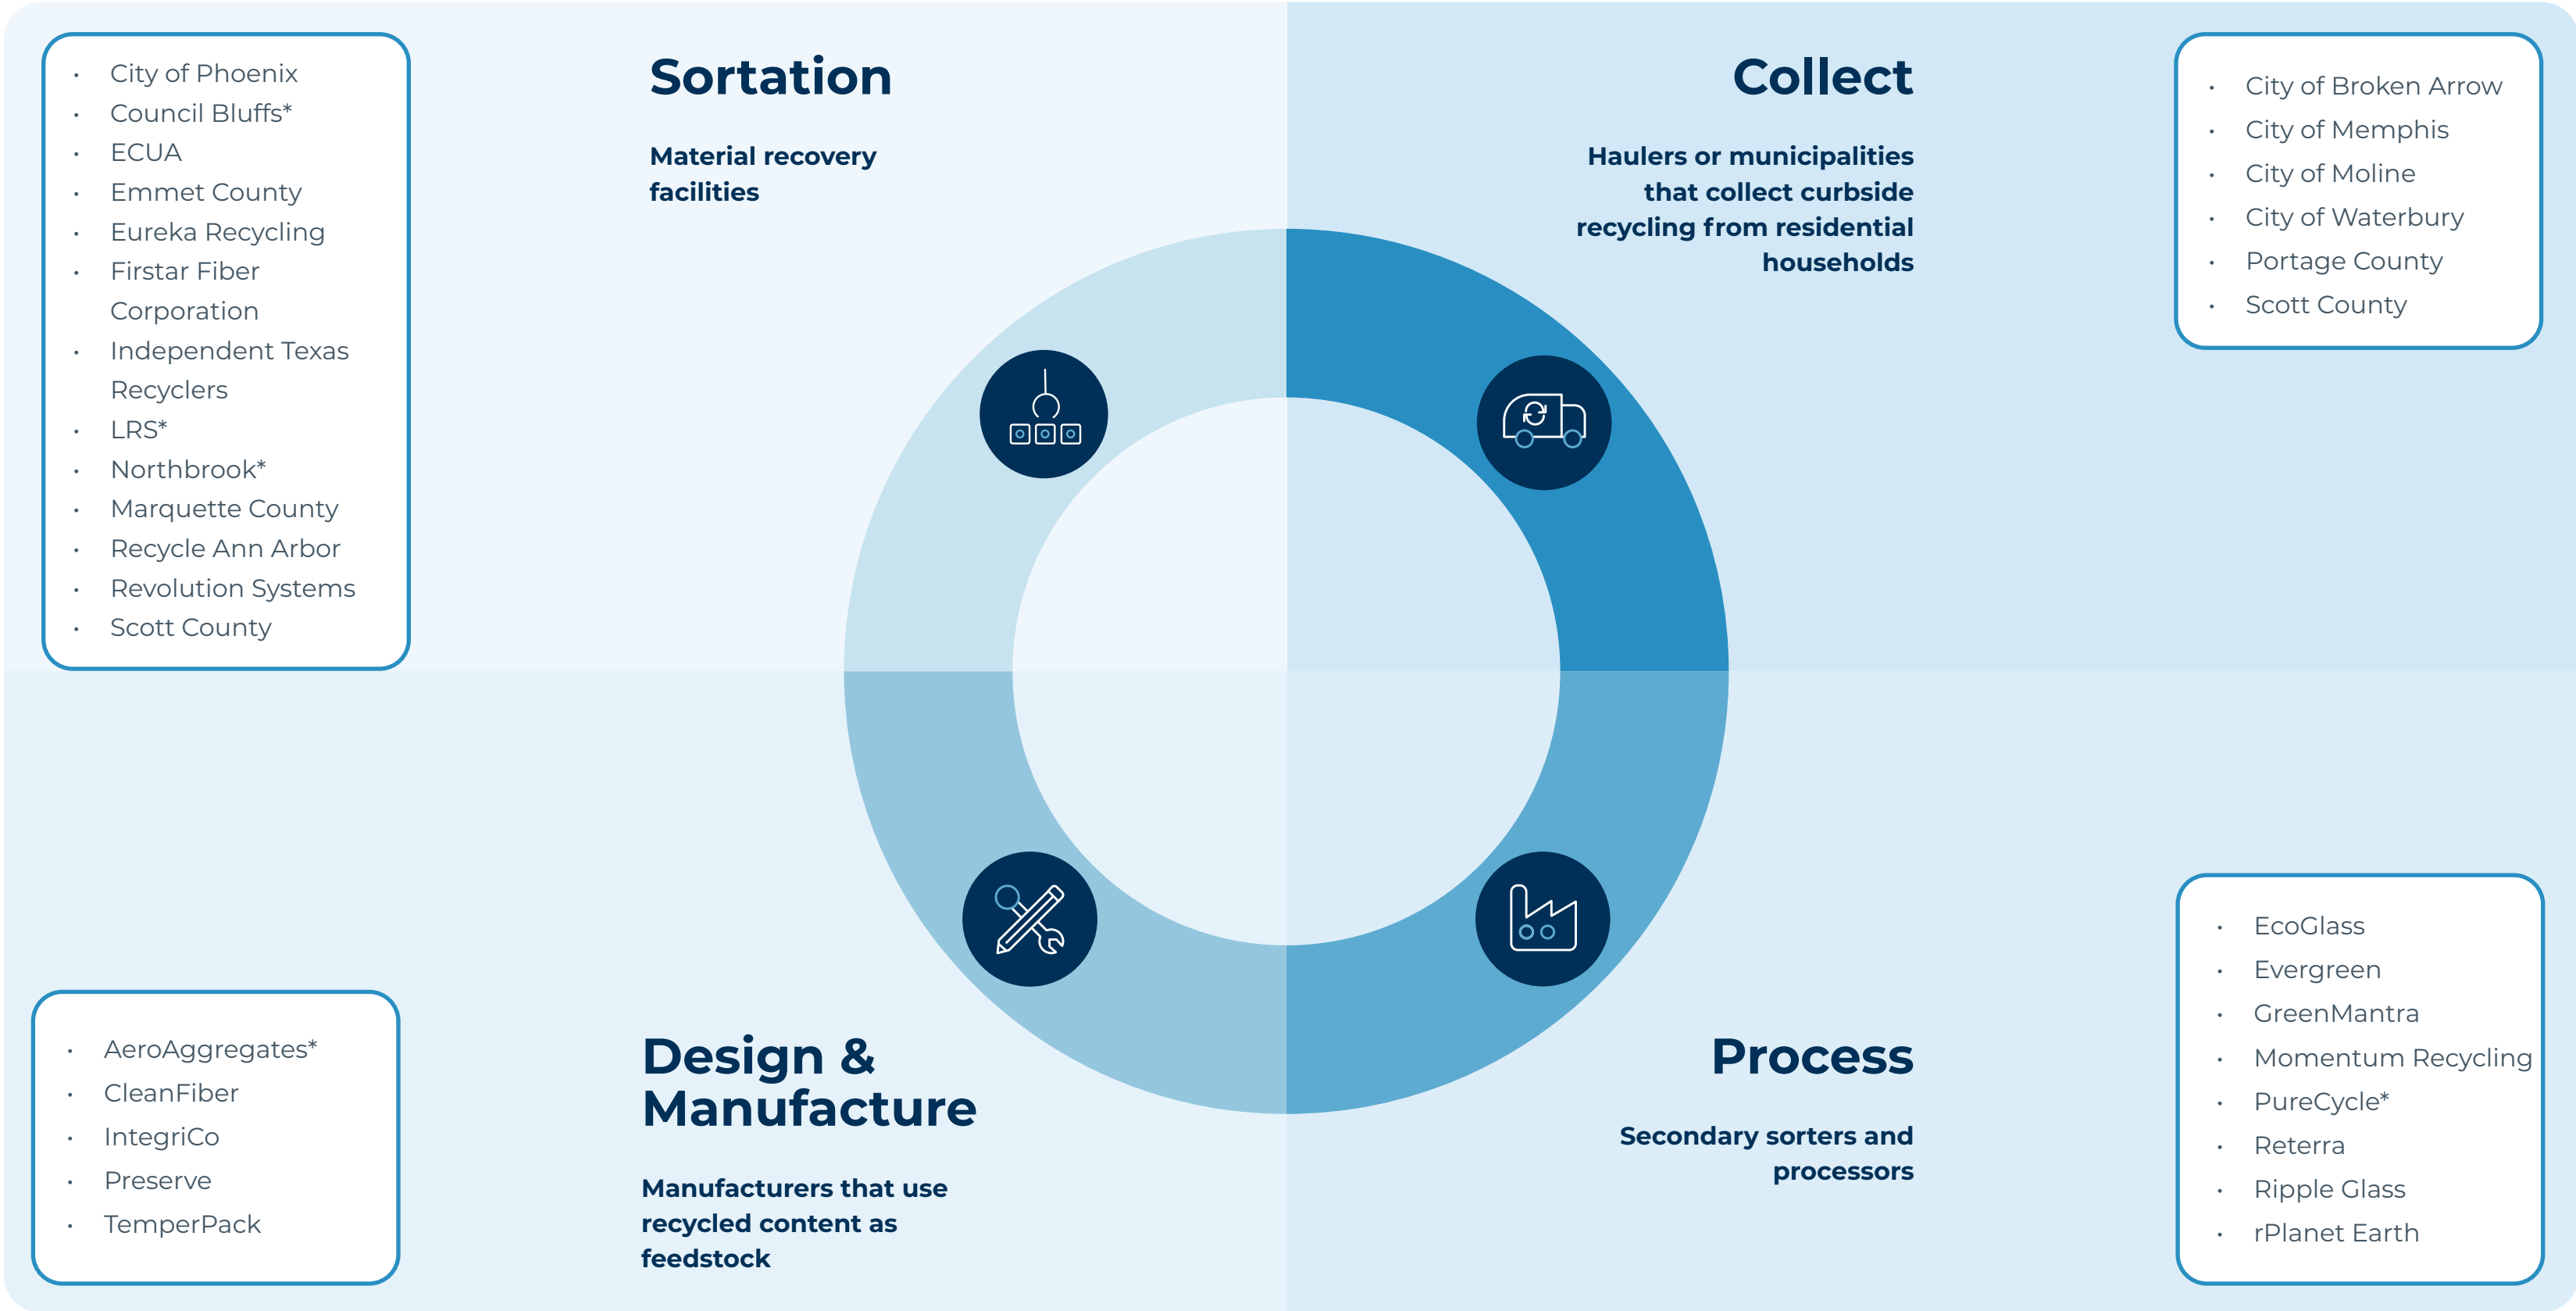 • City of Phoenix
• Council Bluffs*
• ECUA
• Emmet County
• Eureka Recycling
• Firstar Fiber
Corporation
• Independent Texas
Recyclers
• LRS*
• Northbrook*
• Marquette County
• Recycle Ann Arbor
• Revolution Systems
• Scott County
Sortation
Material recovery
facilities
Collect
Haulers or municipalities
that collect curbside
recycling from residential
households
• City of Broken Arrow
• City of Memphis
• City of Moline
• City of Waterbury
• Portage County
• Scott County
• AeroAggregates*
• CleanFiber
• IntegriCo
• Preserve
• TemperPack
Design &
Manufacture
Manufacturers that use
recycled content as
feedstock
Process
Secondary sorters and
processors
• EcoGlass
• Evergreen
• GreenMantra
• Momentum Recycling
• PureCycle*
• Reterra
• Ripple Glass
• rPlanet Earth